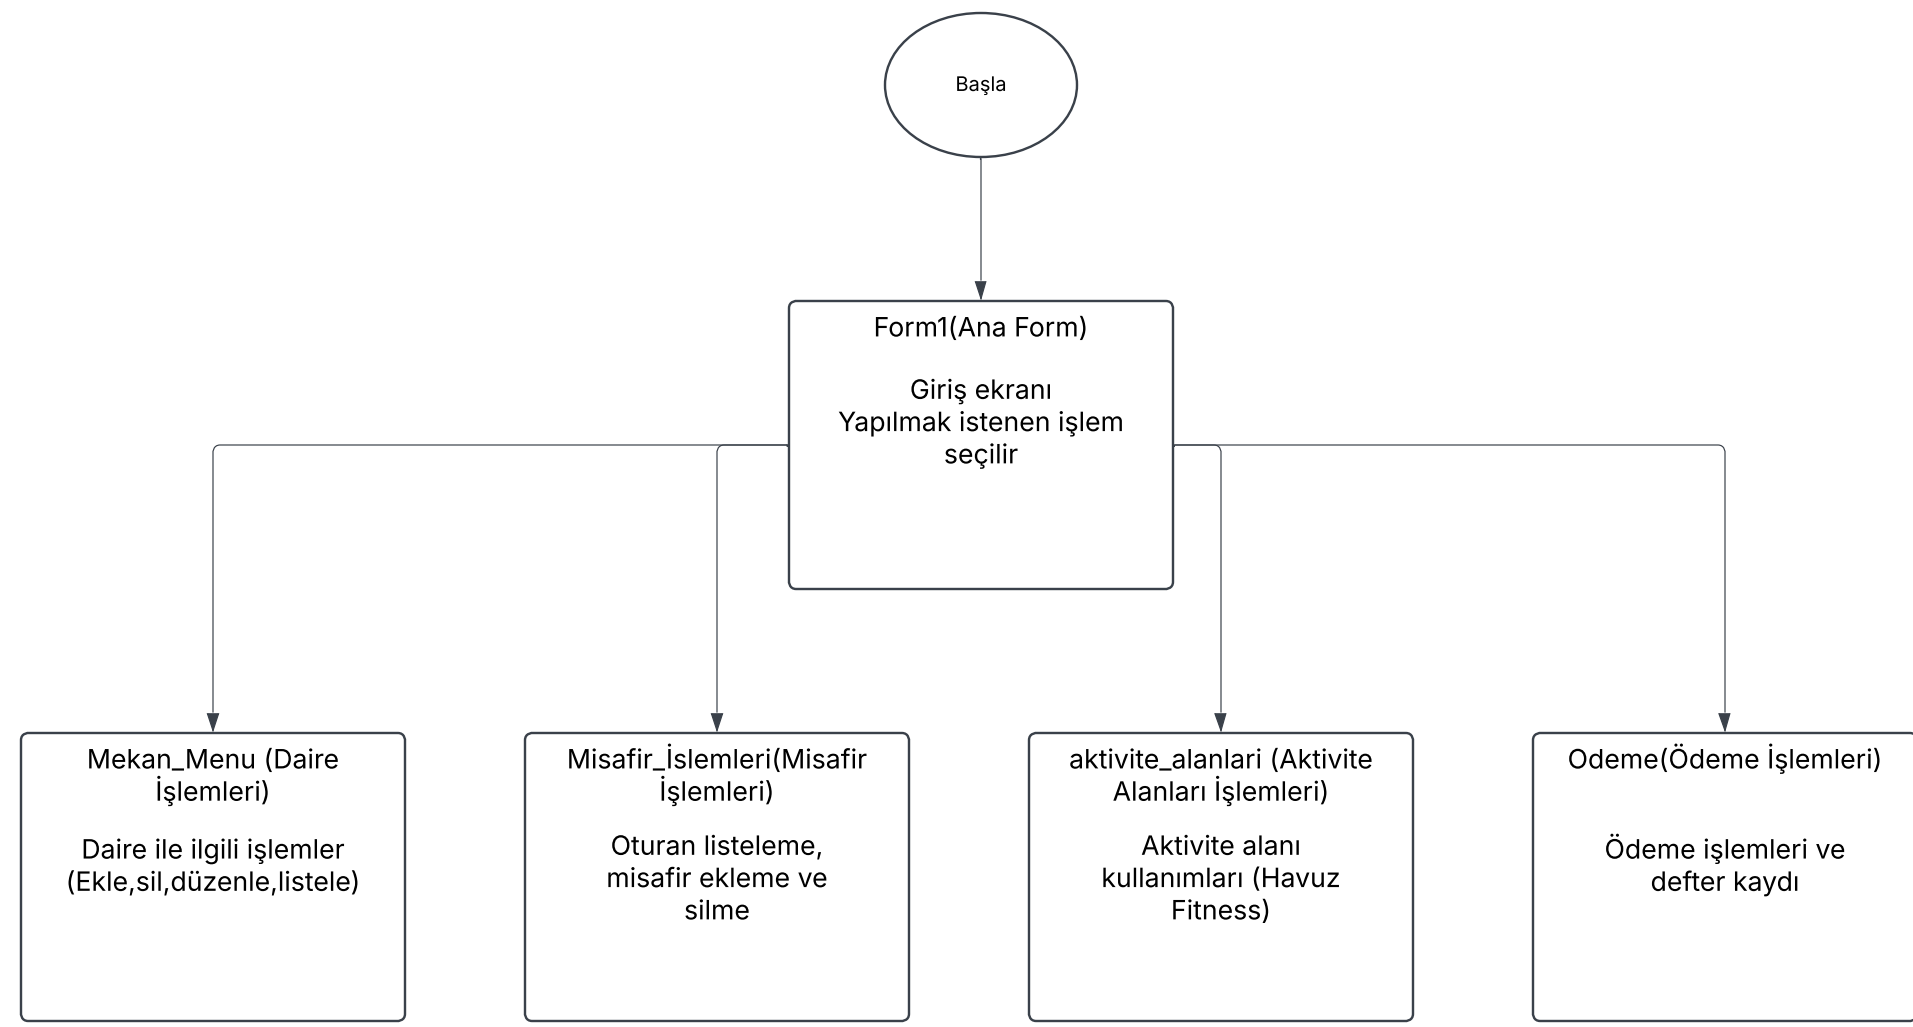 Başla
Form1(Ana Form)
Giriş ekranı
Yapılmak istenen işlem
seçilir
Mekan_Menu (Daire
İşlemleri)
Daire ile ilgili işlemler
(Ekle,sil,düzenle,listele)
Misafir_İslemleri(Misafir
İşlemleri)
Oturan listeleme,
misafir ekleme ve
silme
aktivite_alanlari (Aktivite
Alanları İşlemleri)
Aktivite alanı
kullanımları (Havuz
Fitness)
Odeme(Ödeme İşlemleri)
Ödeme işlemleri ve
defter kaydı